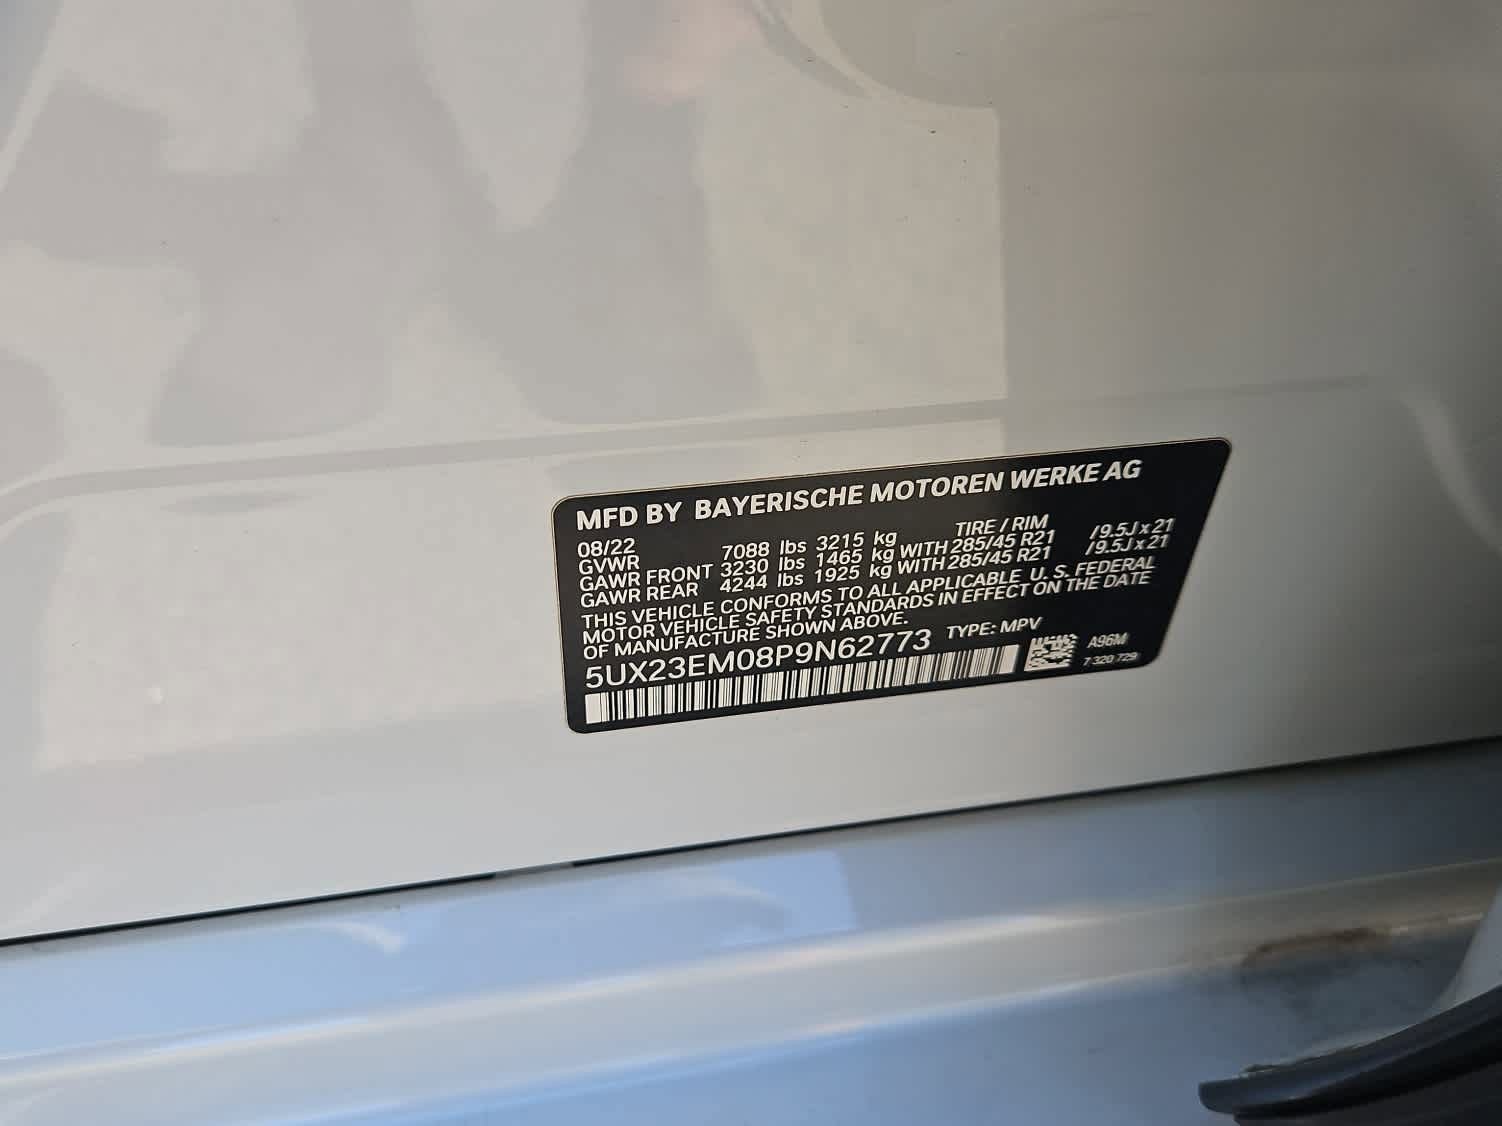 MFD BY BAYERISCHE MOTOREN WERKE AG
08/22 TIRE / RIM
GVWR 7088 lbs 3215 kg
GAWR FRONT 3230 lbs 1465 kg WITH 285/45 R21 /9.5J x 21
GAWR REAR 4244 lbs 1925 kg WITH 285/45 R21 /9.5J x 21
THIS VEHICLE CONFORMS TO ALL APPLICABLE U. S. FEDERAL
MOTOR VEHICLE SAFETY STANDARDS IN EFFECT ON THE DATE
OF MANUFACTURE SHOWN ABOVE.
5UX23EM08P9N62773 TYPE: MPV
A96M
7 320 729